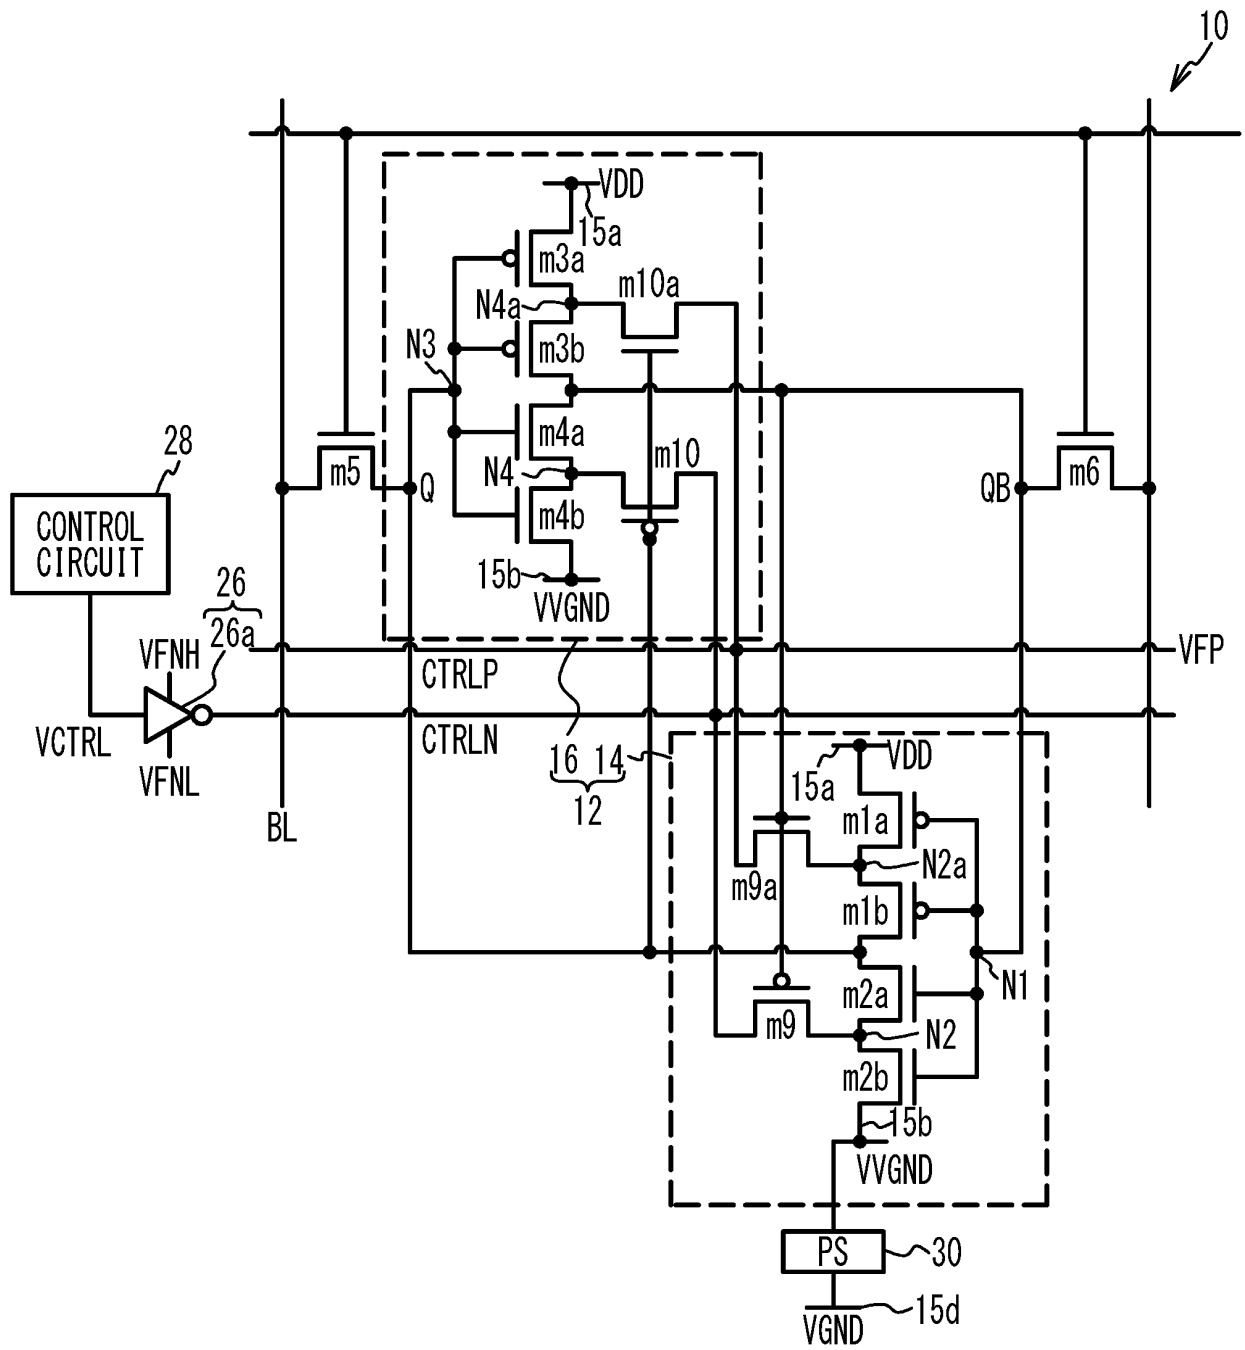 10
VDD
15a
m3a
m10a
N4a
N3
m3b
m4a
m10
28
m5
Q
N4
QB
m6
CONTROL
CIRCUIT
m4b
15b
VVGND
26
26a
VFNH
CTRLP
VFP
VCTRL
CTRLN
VFNL
16 14
12
VDD
15a
BL
m1a
m9a
N2a
m1b
N1
m2a
m9
N2
m2b
15b
VVGND
PS
30
15d
VGND